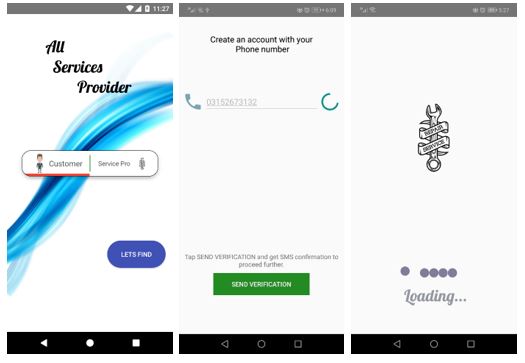 11:27
All
Services
Provider
Customer
Service Pro
LETS FIND
6:09
Create an account with your
Phone number
03152673132
Tap SEND VERIFICATION and get SMS confirmation to
proceed further.
SEND VERIFICATION
5:27
REPAIR
SERVICE
Loading...